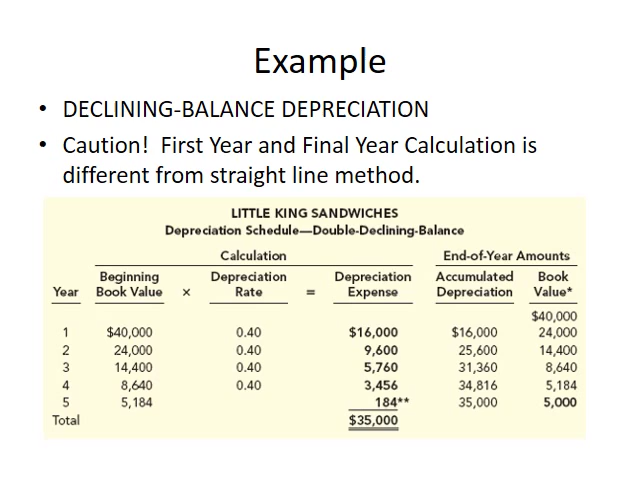 Example
• DECLINING-BALANCE DEPRECIATION
• Caution! First Year and Final Year Calculation is
different from straight line method.
LITTLE KING SANDWICHES
Depreciation Schedule—Double-Declining-Balance
Calculation End-of-Year Amounts
Beginning Depreciation Depreciation Accumulated Book
Year Book Value × Rate = Expense Depreciation Value*
$40,000
1 $40,000 0.40 $16,000 $16,000 24,000
2 24,000 0.40 9,600 25,600 14,400
3 14,400 0.40 5,760 31,360 8,640
4 8,640 0.40 3,456 34,816 5,184
5 5,184 184** 35,000 5,000
Total $35,000